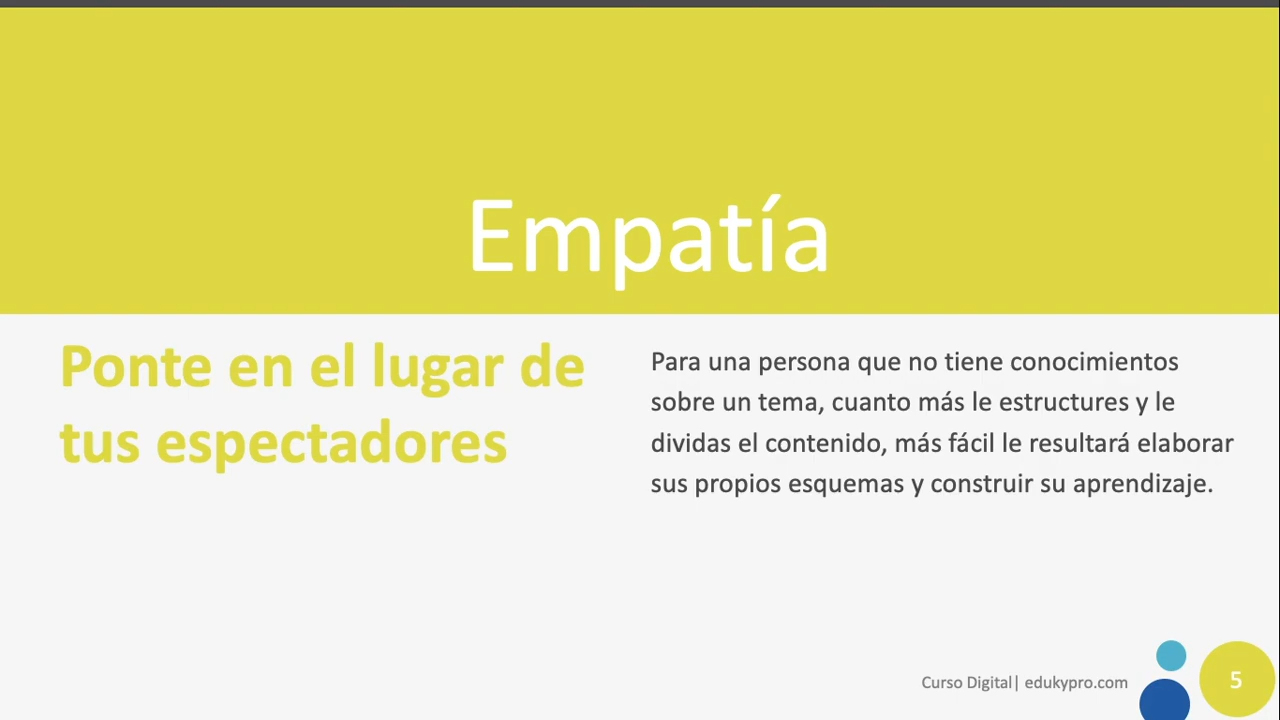 Empatía
Ponte en el lugar de
tus espectadores
Para una persona que no tiene conocimientos
sobre un tema, cuanto más le estructures y le
dividas el contenido, más fácil le resultará elaborar
sus propios esquemas y construir su aprendizaje.
Curso Digital| edukypro.com
5